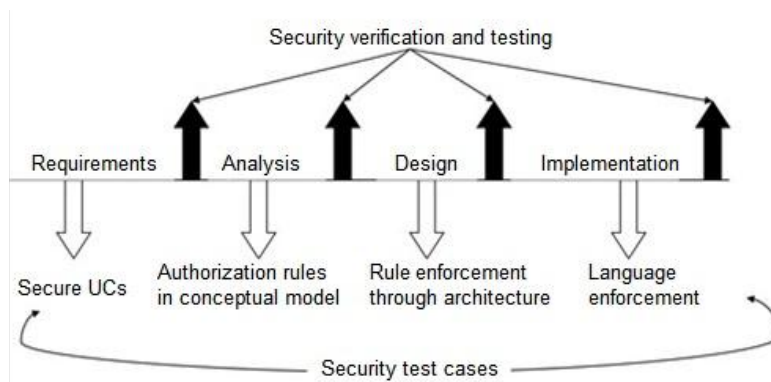 Security verification and testing
Requirements
Analysis
Design
Implementation
Secure UCs
Authorization rules
in conceptual model
Rule enforcement
through architecture
Language
enforcement
Security test cases